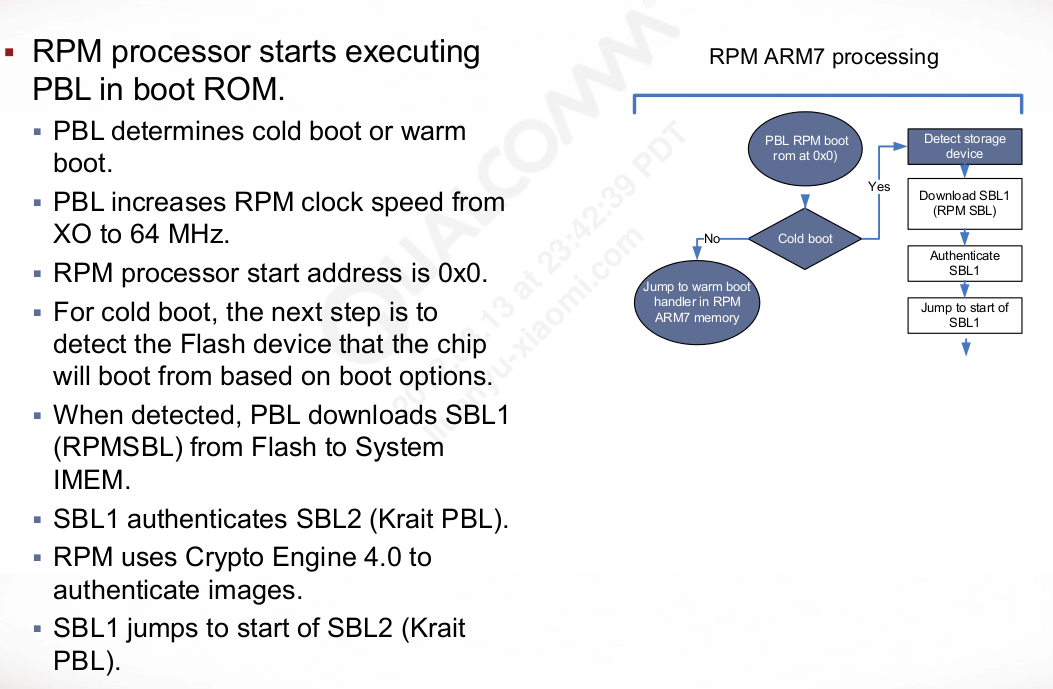 RPM processor starts executing
PBL in boot ROM.
PBL determines cold boot or warm
boot.
PBL increases RPM clock speed from
XO to 64 MHz.
RPM processor start address is 0x0.
For cold boot, the next step is to
detect the Flash device that the chip
will boot from based on boot options.
When detected, PBL downloads SBL1
(RPMSBL) from Flash to System
IMEM.
SBL1 authenticates SBL2 (Krait PBL).
RPM uses Crypto Engine 4.0 to
authenticate images.
SBL1 jumps to start of SBL2 (Krait
PBL).
RPM ARM7 processing
PBL RPM boot
rom at 0x0)
Cold boot
No
Yes
Jump to warm boot
handler in RPM
ARM7 memory
Detect storage
device
Download SBL1
(RPM SBL)
Authenticate
SBL1
Jump to start of
SBL1
QUALCOMM
at 23:42:39 PDT